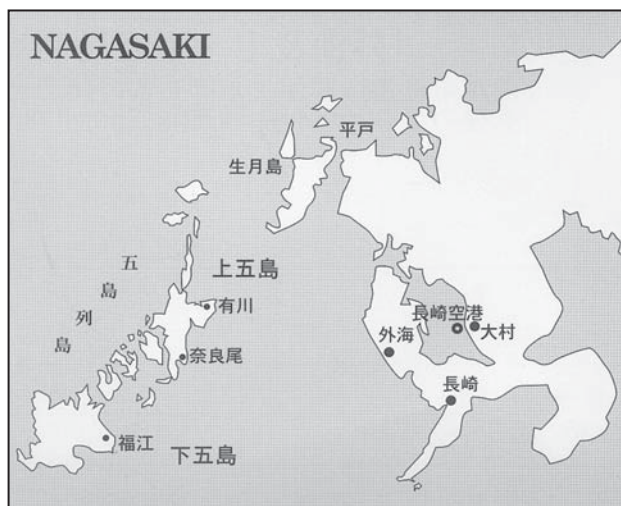 NAGASAKI
平戸
生月島
五島列島
上五島
有川
奈良尾
福江
下五島
長崎空港
大村
外海
長崎